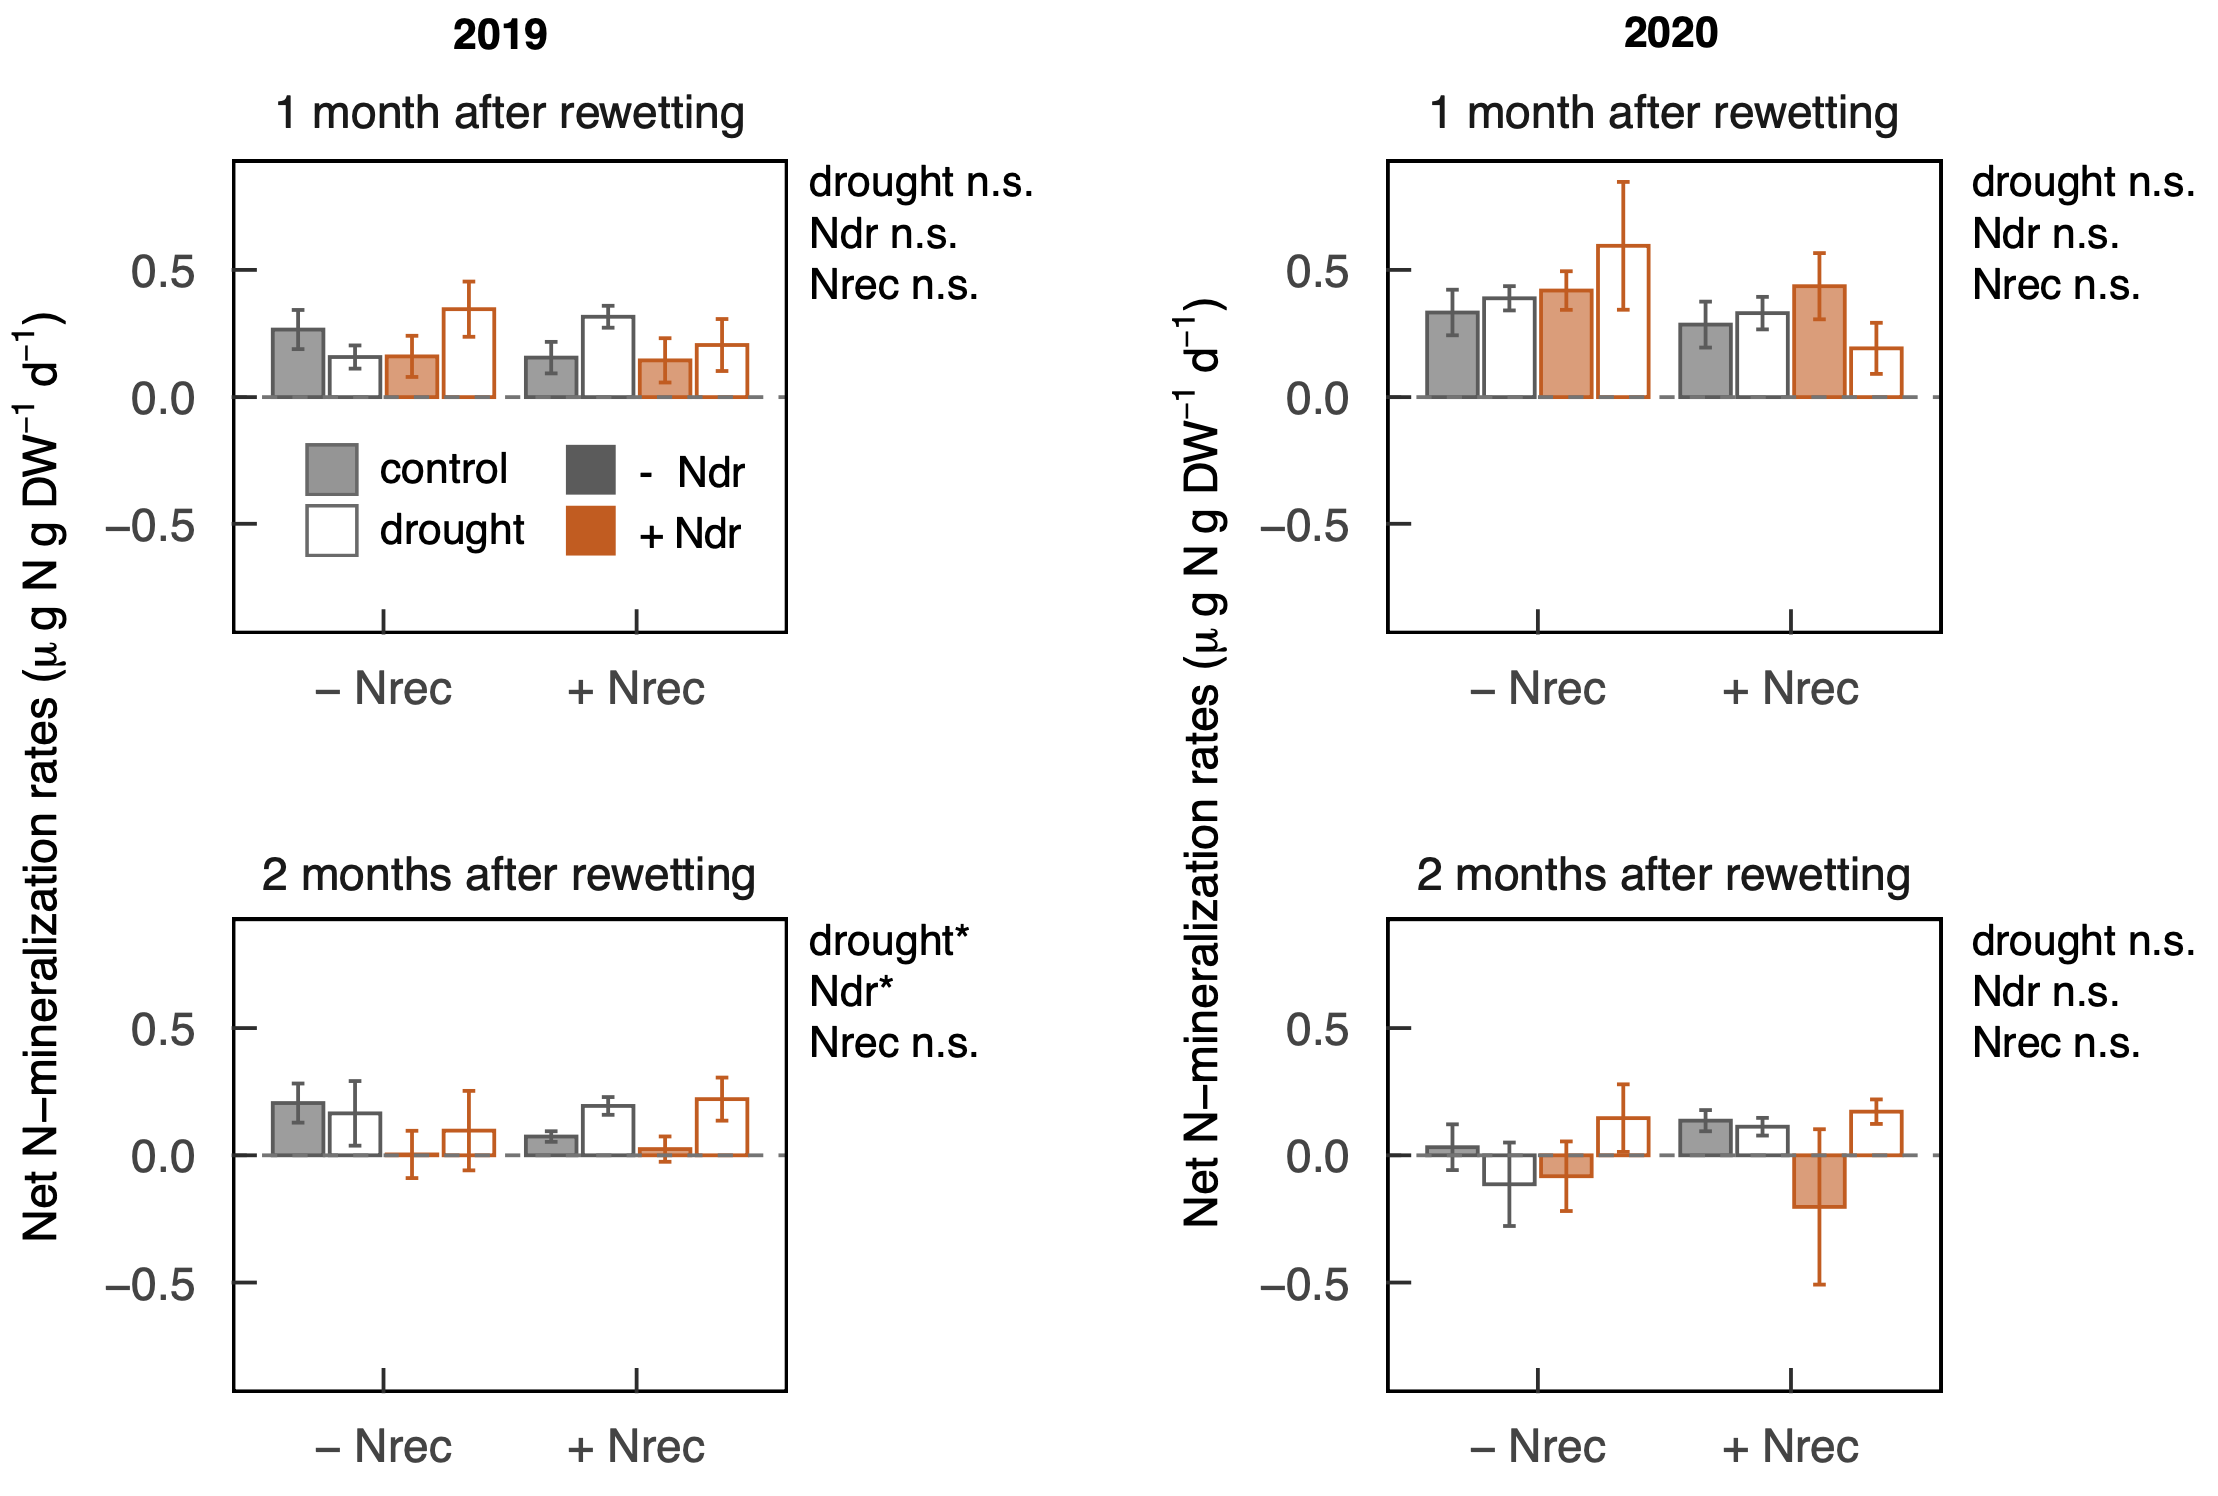 2019
2020
1 month after rewetting
1 month after rewetting
drought n.s.
Ndr n.s.
Nrec n.s.
drought n.s.
Ndr n.s.
Nrec n.s.
Net N−mineralization rates (μ g N g DW⁻¹ d⁻¹)
Net N−mineralization rates (μ g N g DW⁻¹ d⁻¹)
0.5
0.0
−0.5
0.5
0.0
−0.5
control
drought
- Ndr
+ Ndr
− Nrec
+ Nrec
− Nrec
+ Nrec
2 months after rewetting
2 months after rewetting
drought*
Ndr*
Nrec n.s.
drought n.s.
Ndr n.s.
Nrec n.s.
0.5
0.0
−0.5
0.5
0.0
−0.5
− Nrec
+ Nrec
− Nrec
+ Nrec